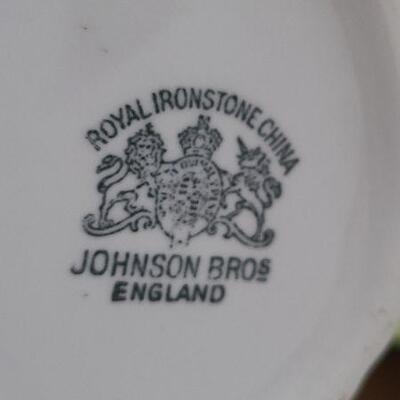 ROYAL IRONSTONE CHINA
JOHNSON BROS
ENGLAND